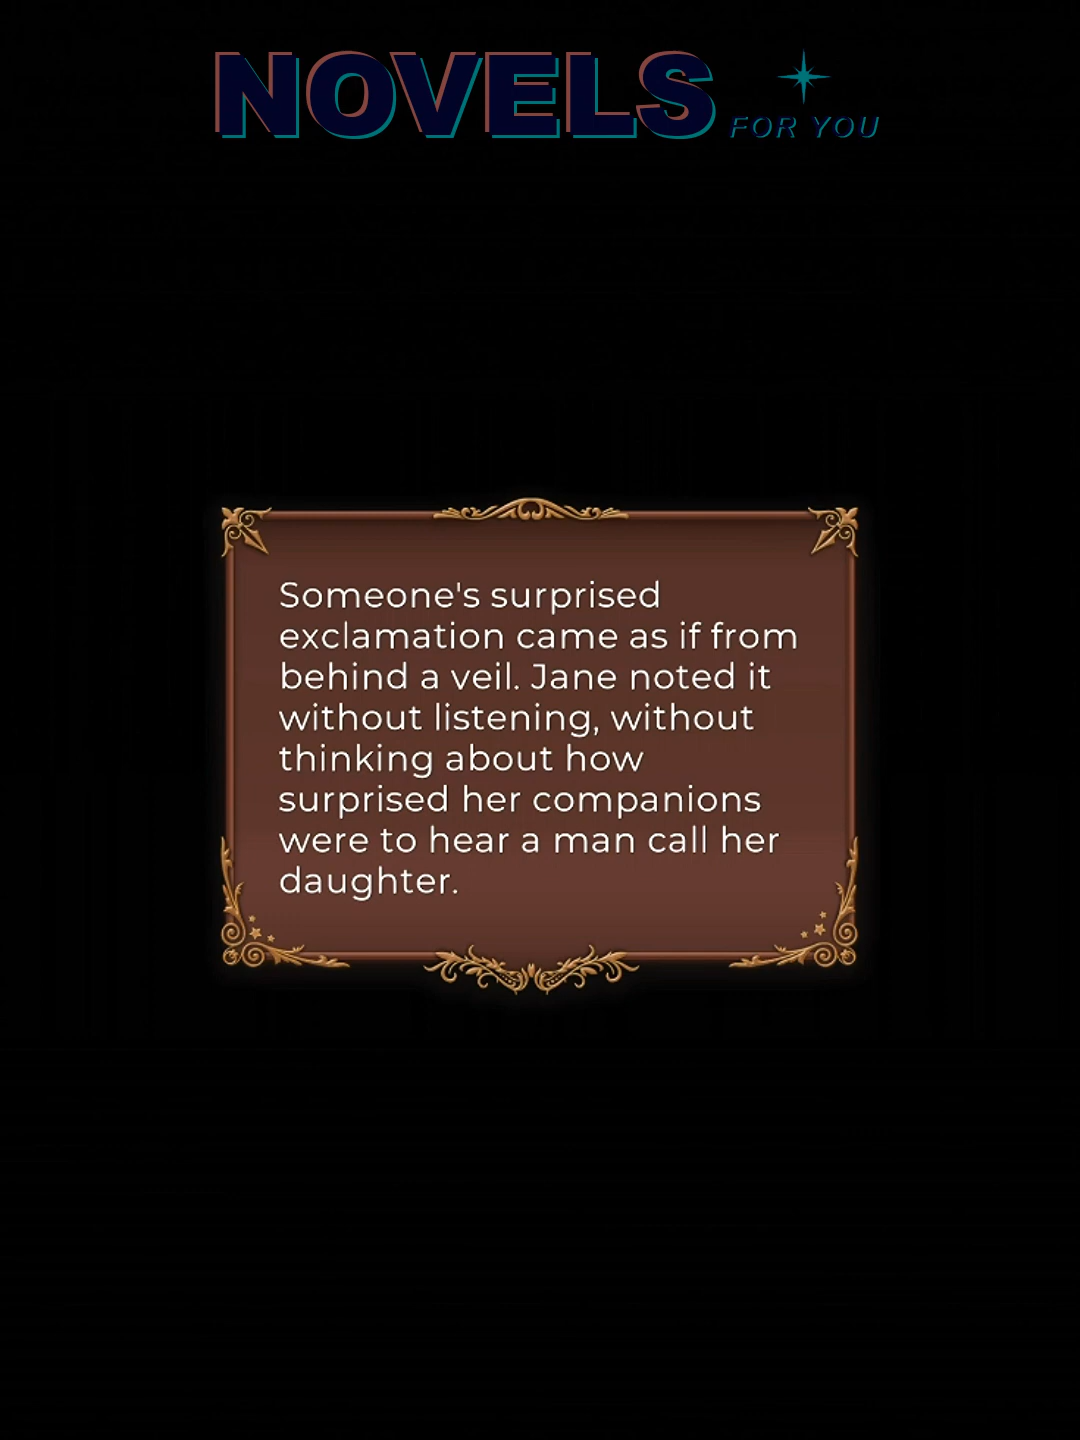 NOVELS
FOR YOU
Someone's surprised
exclamation came as if from
behind a veil. Jane noted it
without listening, without
thinking about how
surprised her companions
were to hear a man call her
daughter.